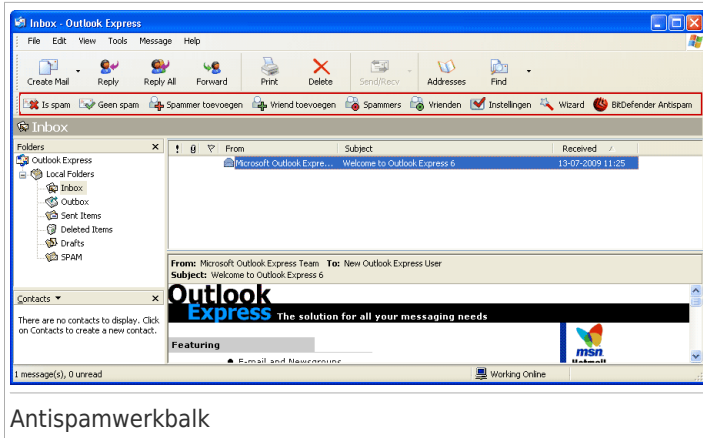 Inbox - Outlook Express
File Edit View Tools Message Help
Create Mail Reply Reply All Forward Print Delete Send/Recv Addresses Find
Is spam Geen spam Spammer toevoegen Vriend toevoegen Spammers Vrienden Instellingen Wizard BitDefender Antispam
Inbox
Folders
Outlook Express
Local Folders
Inbox
Outbox
Sent Items
Deleted Items
Drafts
SPAM
Contacts
There are no contacts to display. Click
on Contacts to create a new contact.
! From Subject Received
Microsoft Outlook Expre... Welcome to Outlook Express 6 13-07-2009 11:25
From: Microsoft Outlook Express Team To: New Outlook Express User
Subject: Welcome to Outlook Express 6
Outlook
Express The solution for all your messaging needs
Featuring
E-mail and Newsgroups
msn
Hotmail
1 message(s), 0 unread Working Online
Antispamwerkbalk